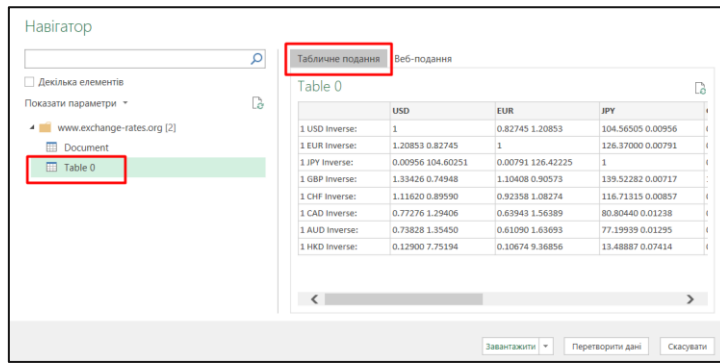 Навігатор
Декілька елементів
Показати параметри
www.exchange-rates.org [2]
Document
Table 0
Табличне подання Веб-подання
Table 0
USD EUR JPY
1 USD Inverse: 1 0.82745 1.20853 104.56505 0.00956
1 EUR Inverse: 1.20853 0.82745 1 126.37000 0.00791
1 JPY Inverse: 0.00956 104.60251 0.00791 126.42225 1
1 GBP Inverse: 1.33426 0.74948 1.10408 0.90573 139.52282 0.00717
1 CHF Inverse: 1.11620 0.89590 0.92358 1.08274 116.71315 0.00857
1 CAD Inverse: 0.77276 1.29406 0.63943 1.56389 80.80440 0.01238
1 AUD Inverse: 0.73828 1.35450 0.61090 1.63693 77.19939 0.01295
1 HKD Inverse: 0.12900 7.75194 0.10674 9.36856 13.48887 0.07414
Завантажити Перетворити дані Скасувати